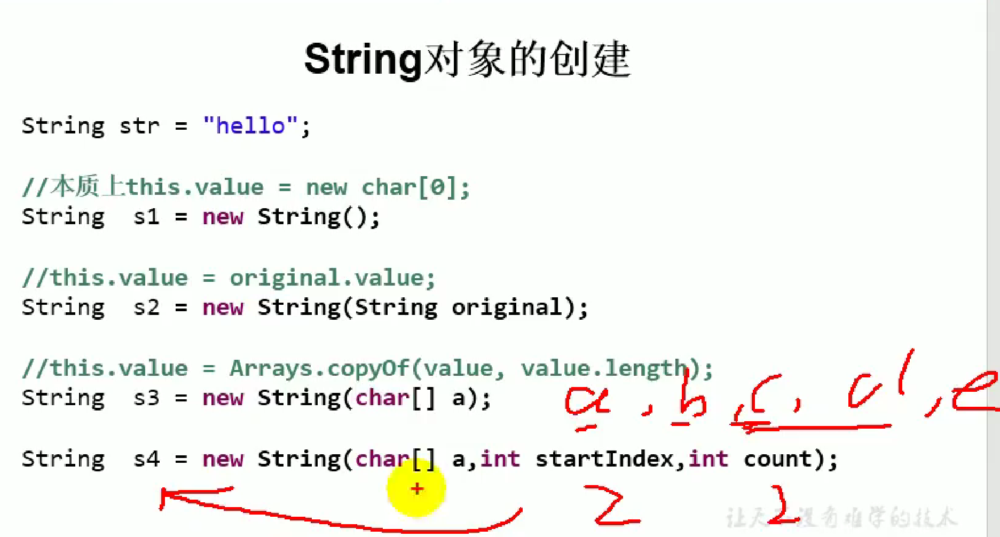 String对象的创建
String str = "hello";
//本质上this.value = new char[0];
String  s1 = new String();
//this.value = original.value;
String  s2 = new String(String original);
//this.value = Arrays.copyOf(value, value.length);
String  s3 = new String(char[] a);
a , b , c , d , e
String  s4 = new String(char[] a,int startIndex,int count);
2 2
让天下没有难学的技术